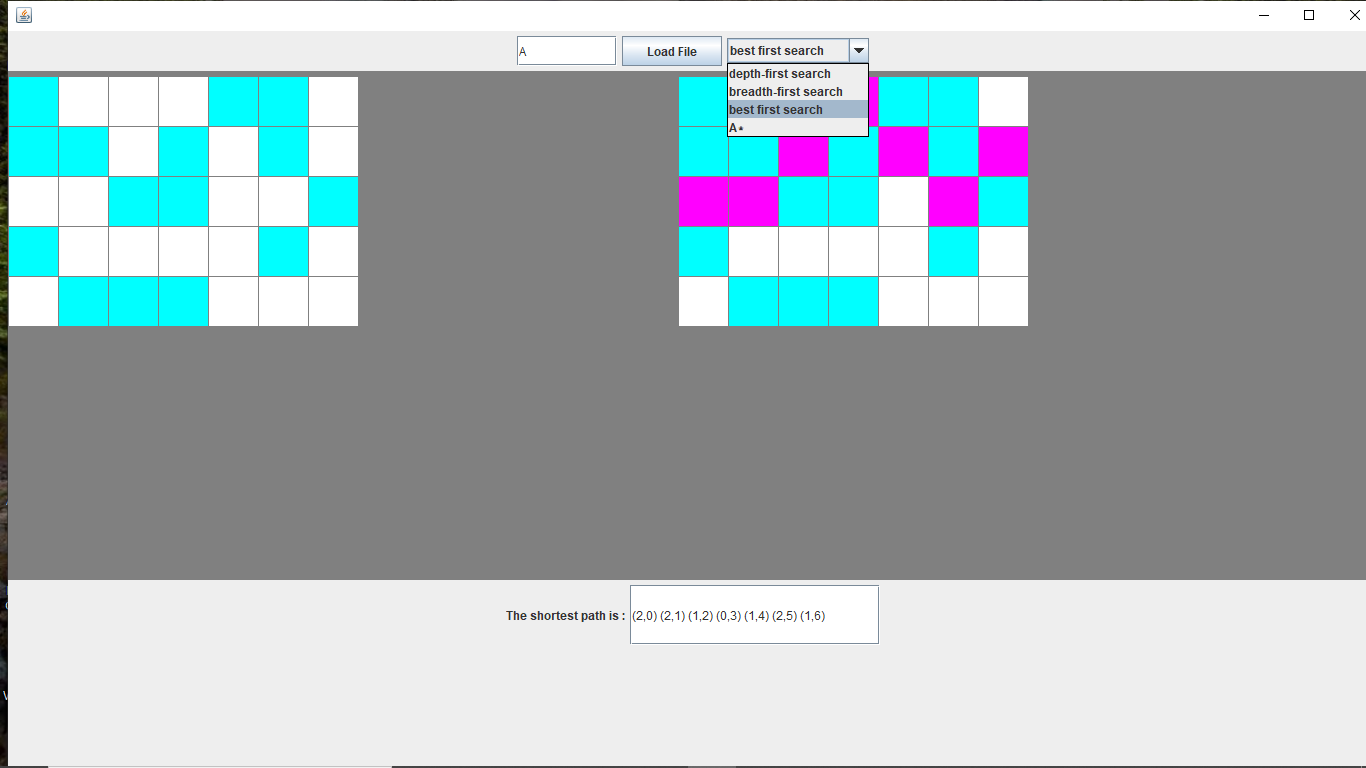 A
Load File
best first search
depth-first search
breadth-first search
best first search
A*
The shortest path is :
(2,0) (2,1) (1,2) (0,3) (1,4) (2,5) (1,6)